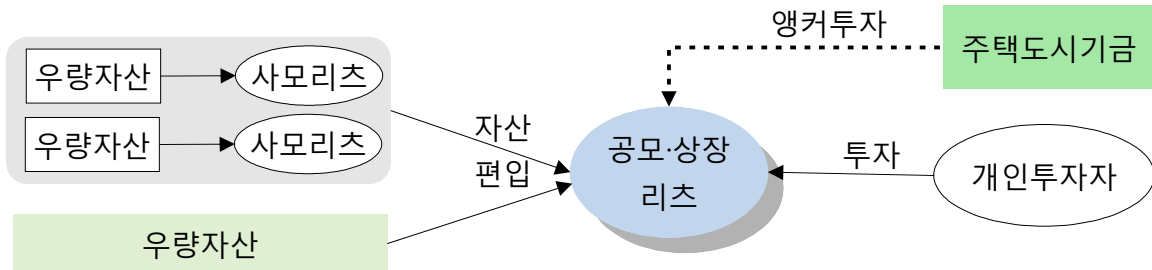 앵커투자
주택도시기금
우량자산
사모리츠
우량자산
사모리츠
자산
편입
공모·상장
리츠
투자
개인투자자
우량자산